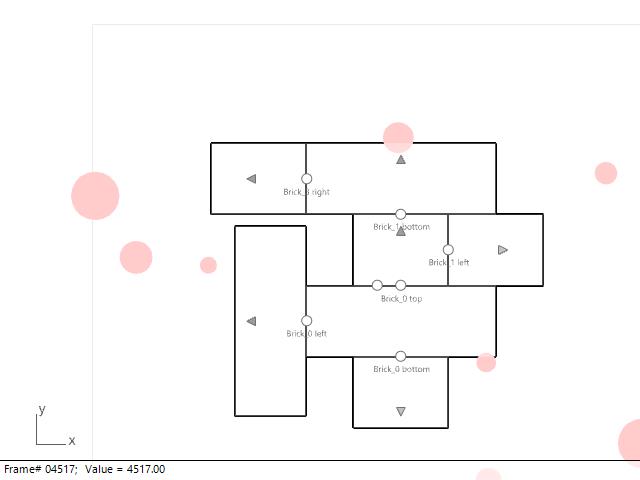 Brick_3 right
Brick_1 bottom
Brick_1 left
Brick_0 top
Brick_0 left
Brick_0 bottom
y
x
Frame# 04517; Value = 4517.00